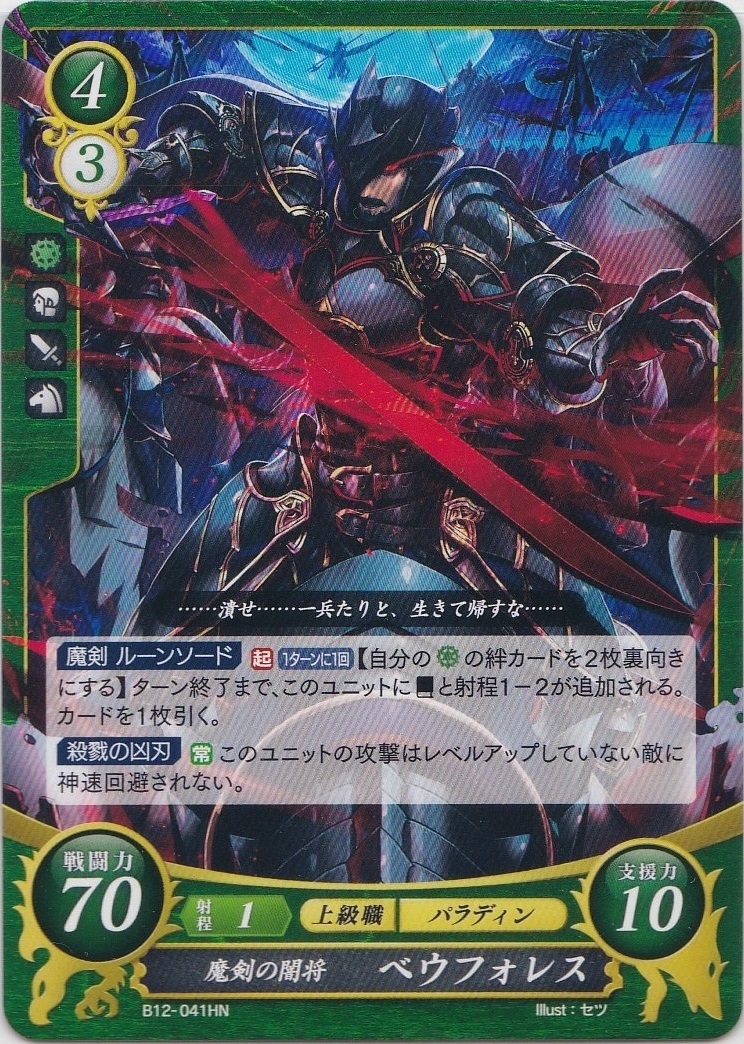 4
3
……潰せ……一兵たりと、生きて帰すな……
魔剣 ルーンソード 起 1ターンに1回【自分の の絆カードを2枚裏向き
にする】ターン終了まで、このユニットに と射程1-2が追加される。
カードを1枚引く。
殺戮の凶刃 常 このユニットの攻撃はレベルアップしていない敵に
神速回避されない。
戦闘力
70
射程 1
上級職 パラディン
支援力
10
魔剣の闇将 ベウフォレス
B12-041HN
Illust:セツ